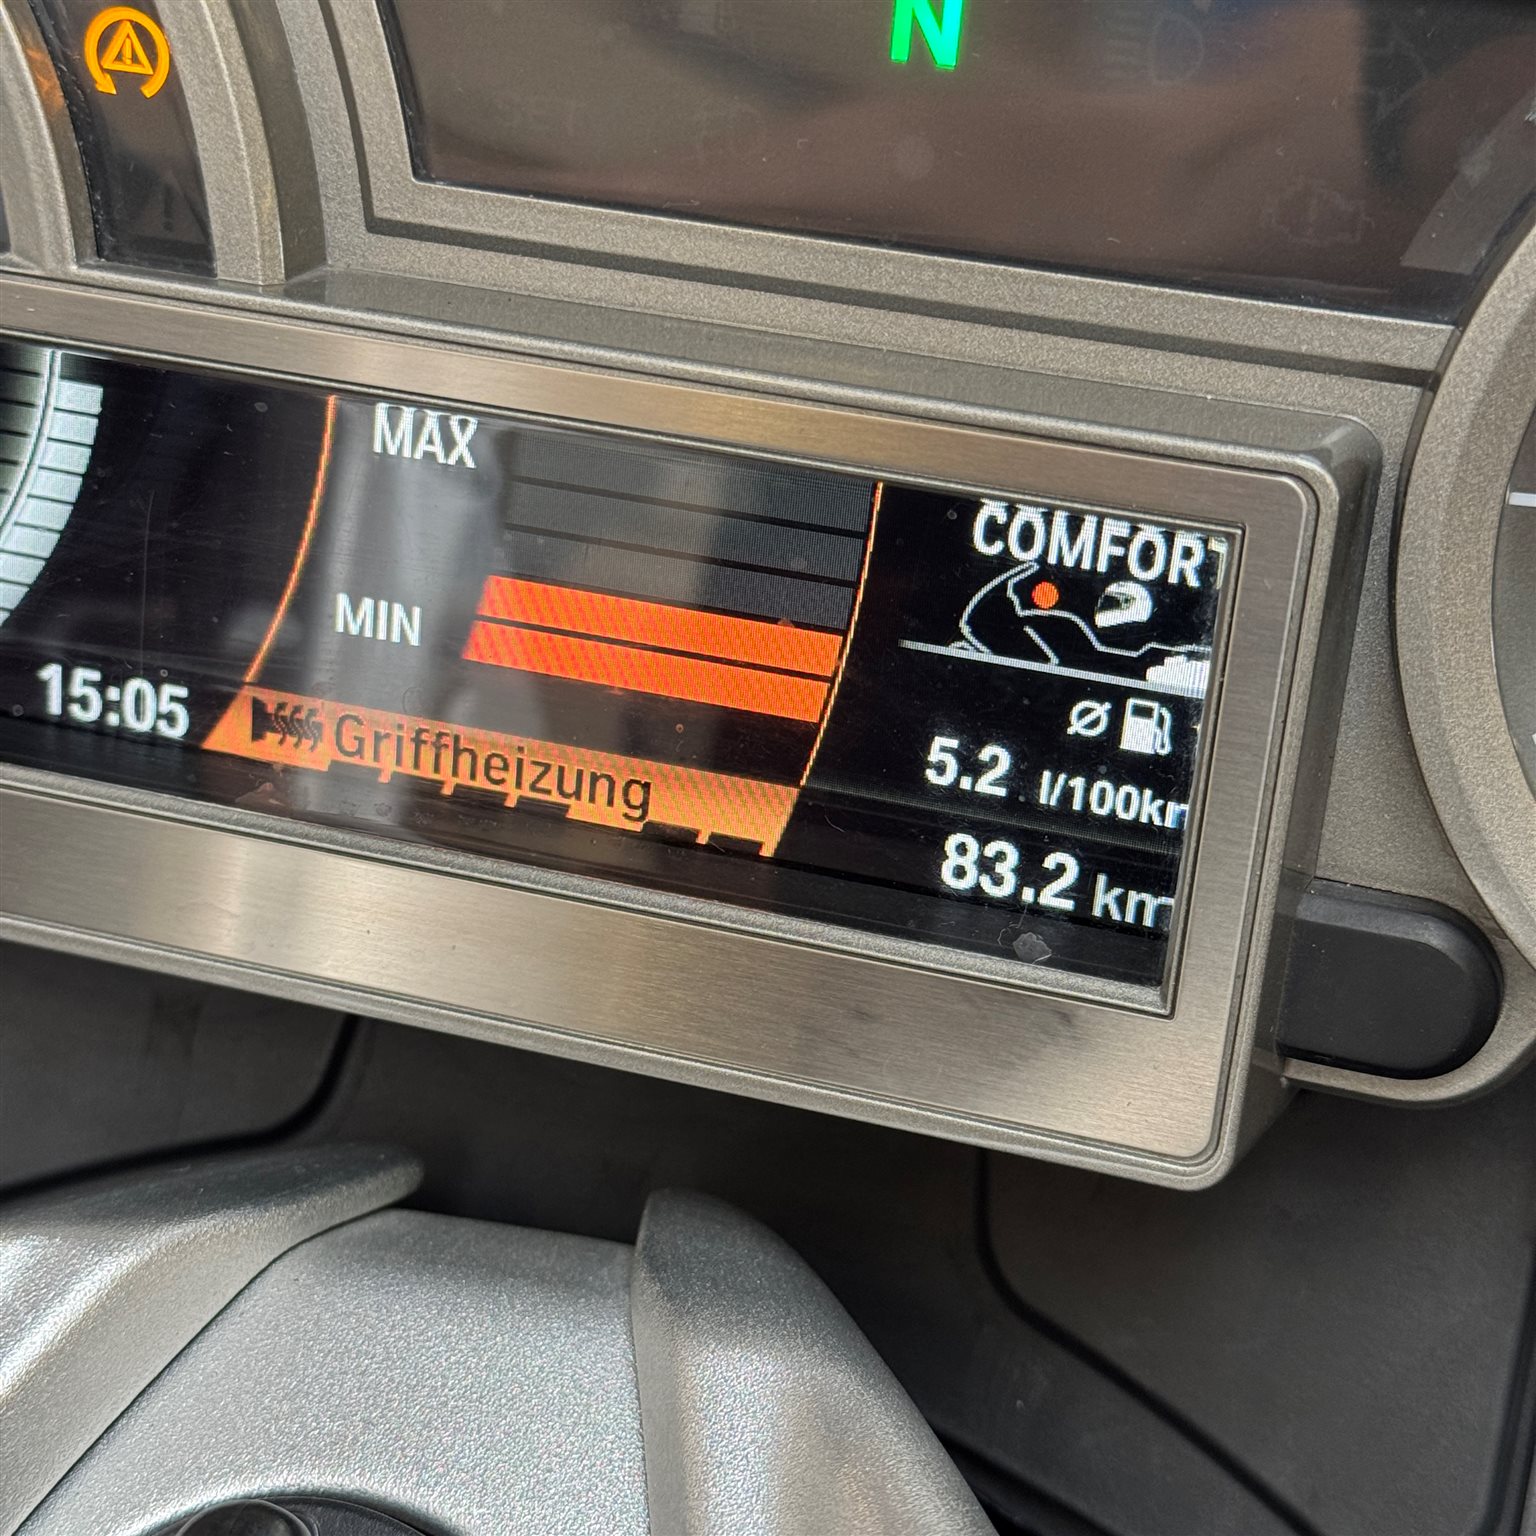 N
MAX
MIN
15:05
Griffheizung
COMFORT
Ø
5.2 l/100km
83.2 km